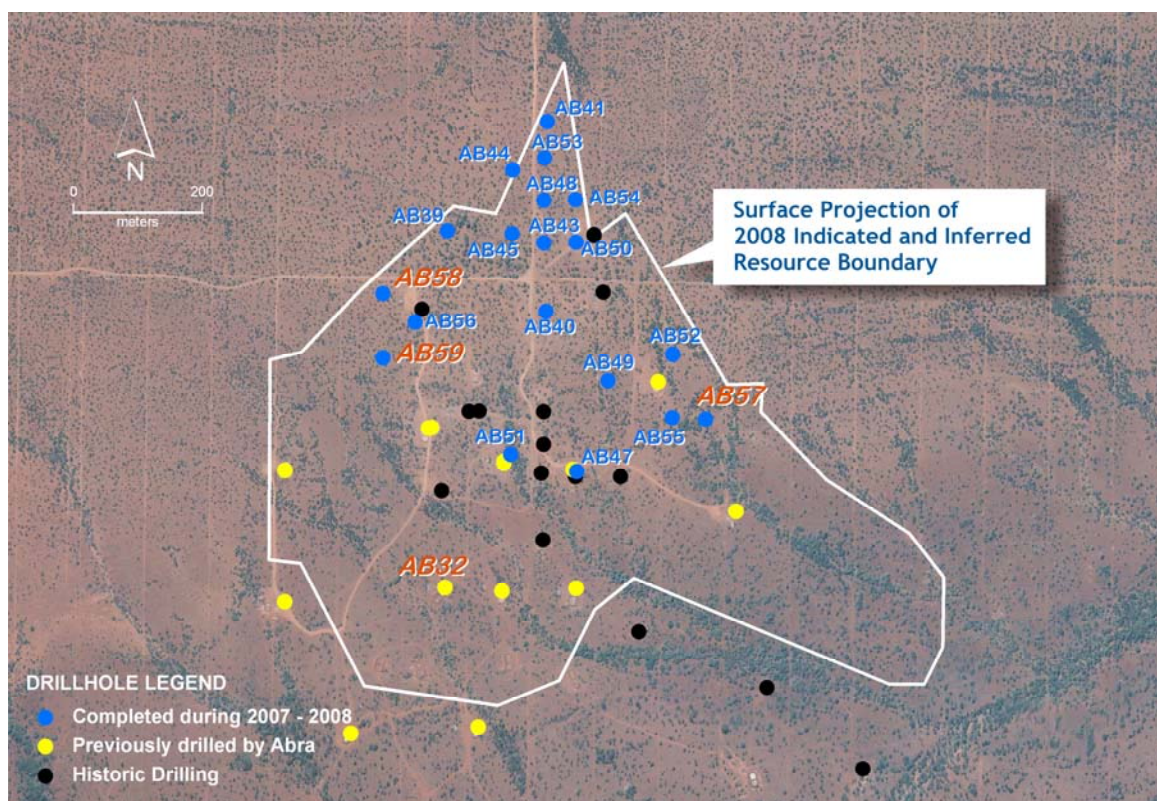 AB41
AB53
AB44
AB48
AB54
AB39
AB43
AB45
AB50
N
0 200
meters
Surface Projection of
2008 Indicated and Inferred
Resource Boundary
AB58
AB56
AB40
AB52
AB59
AB49
AB57
AB51
AB55
AB47
AB32
DRILLHOLE LEGEND
Completed during 2007 - 2008
Previously drilled by Abra
Historic Drilling